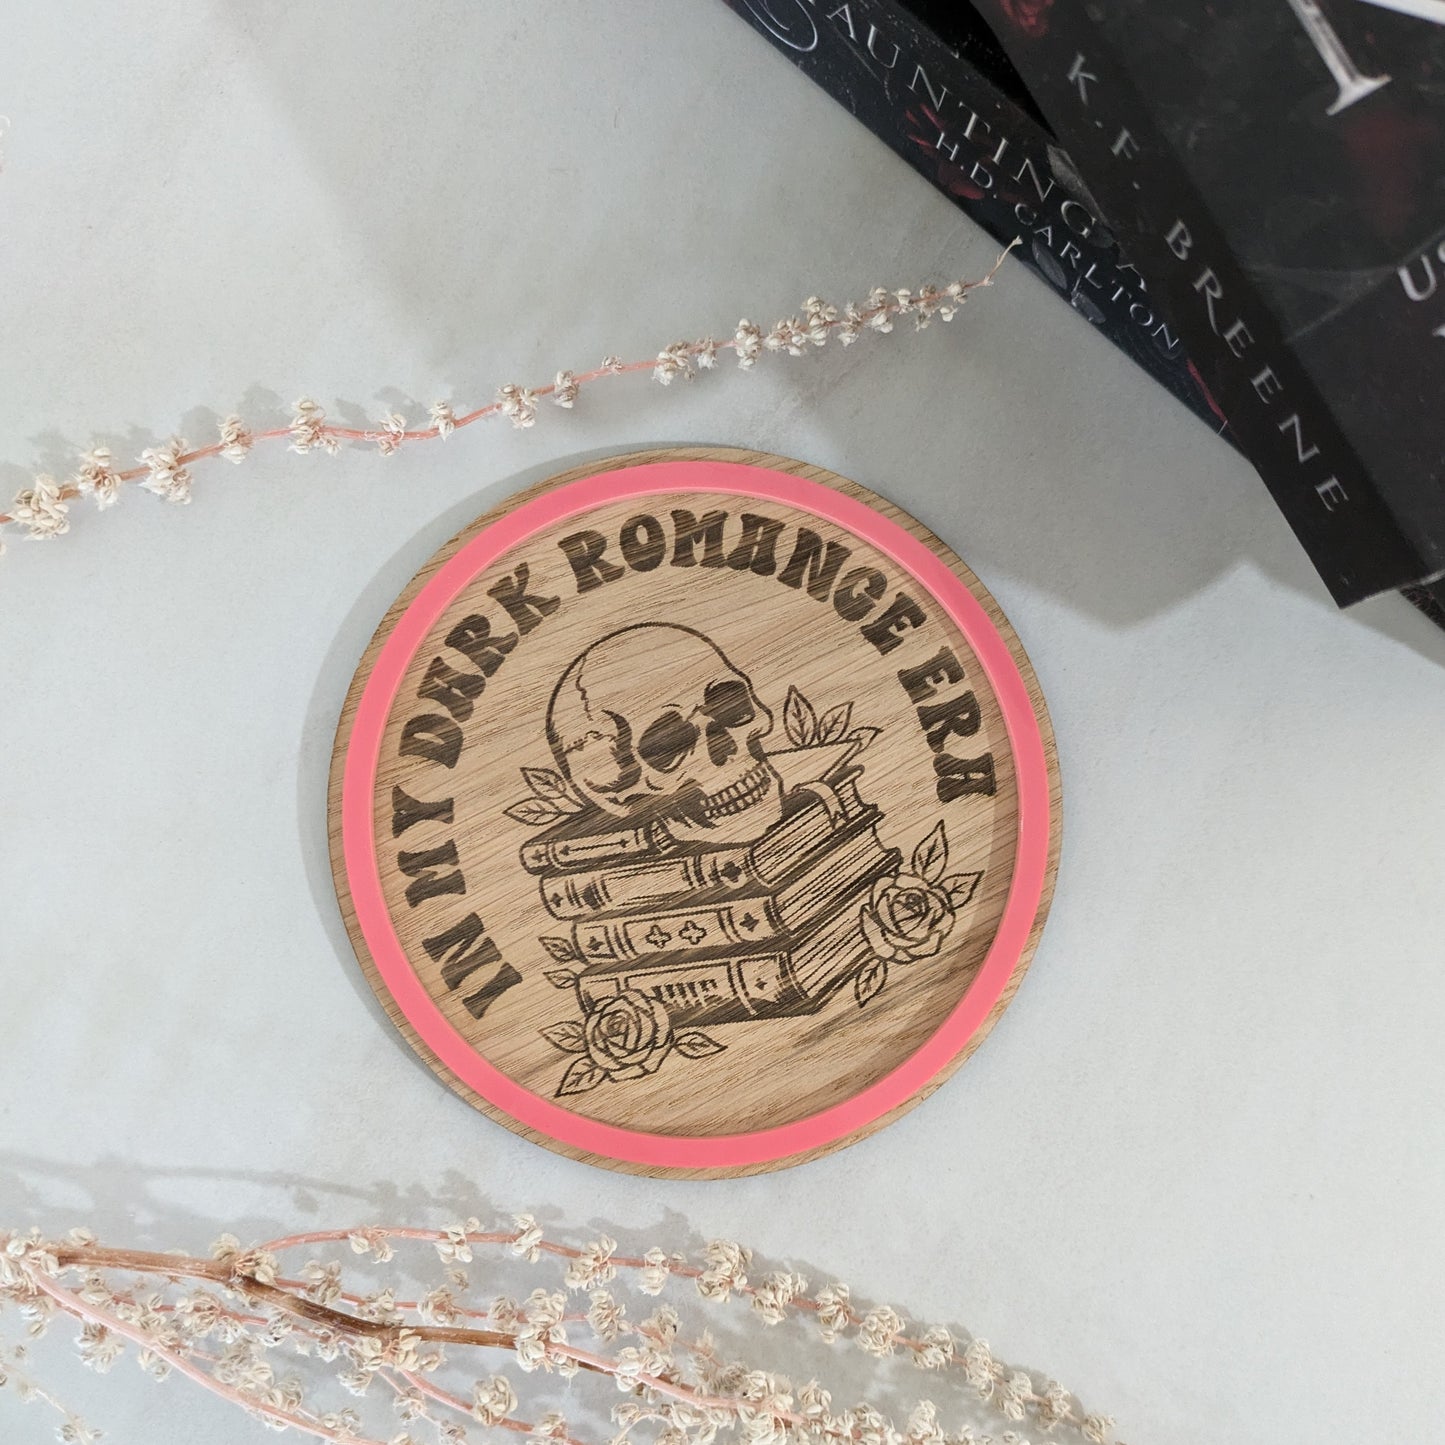 IN MY DARK ROMANCE ERA
H.D. CARLTON
K.F. BREENE